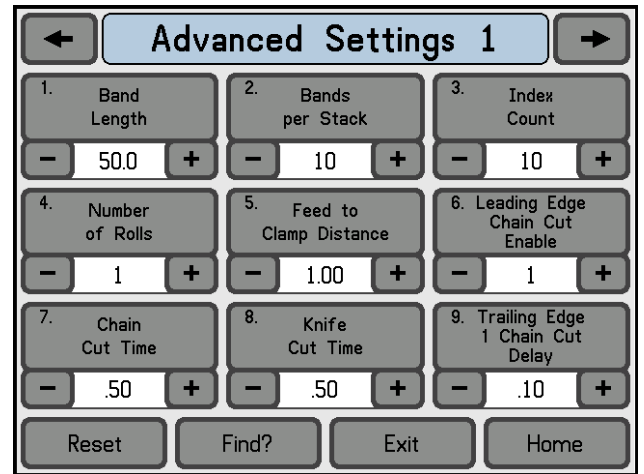 Advanced Settings 1
1. Band
Length
− 50.0 +
2. Bands
per Stack
− 10 +
3. Index
Count
− 10 +
4. Number
of Rolls
− 1 +
5. Feed to
Clamp Distance
− 1.00 +
6. Leading Edge
Chain Cut
Enable
− 1 +
7. Chain
Cut Time
− .50 +
8. Knife
Cut Time
− .50 +
9. Trailing Edge
1 Chain Cut
Delay
− .10 +
Reset
Find?
Exit
Home